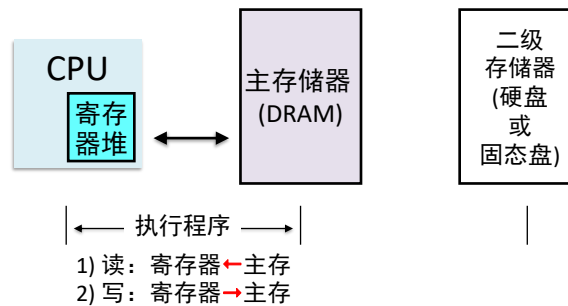 CPU
寄存
器堆
主存储器
(DRAM)
二级
存储器
(硬盘
或
固态盘)
执行程序
1) 读：寄存器←主存
2) 写：寄存器→主存